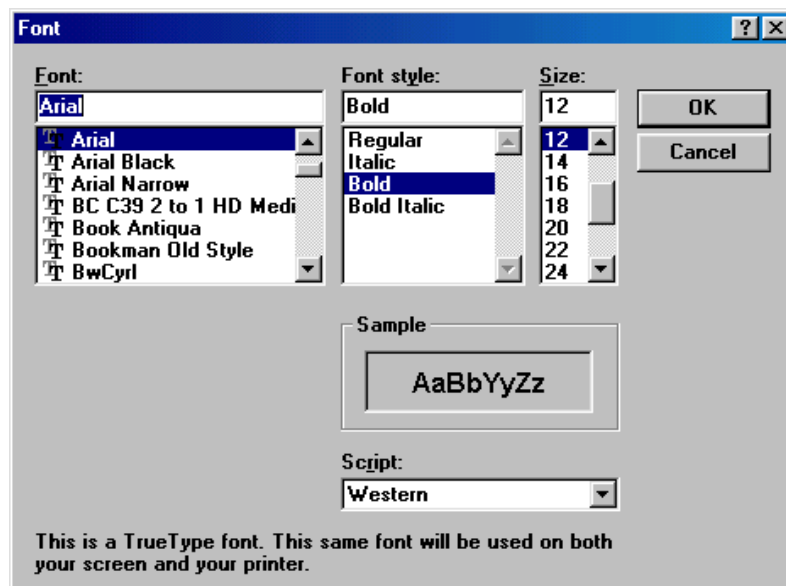 Font
Font:
Arial
Arial
Arial Black
Arial Narrow
BC C39 2 to 1 HD Medi
Book Antiqua
Bookman Old Style
BwCyrl
Font style:
Bold
Regular
Italic
Bold
Bold Italic
Size:
12
12
14
16
18
20
22
24
OK
Cancel
Sample
AaBbYyZz
Script:
Western
This is a TrueType font. This same font will be used on both
your screen and your printer.